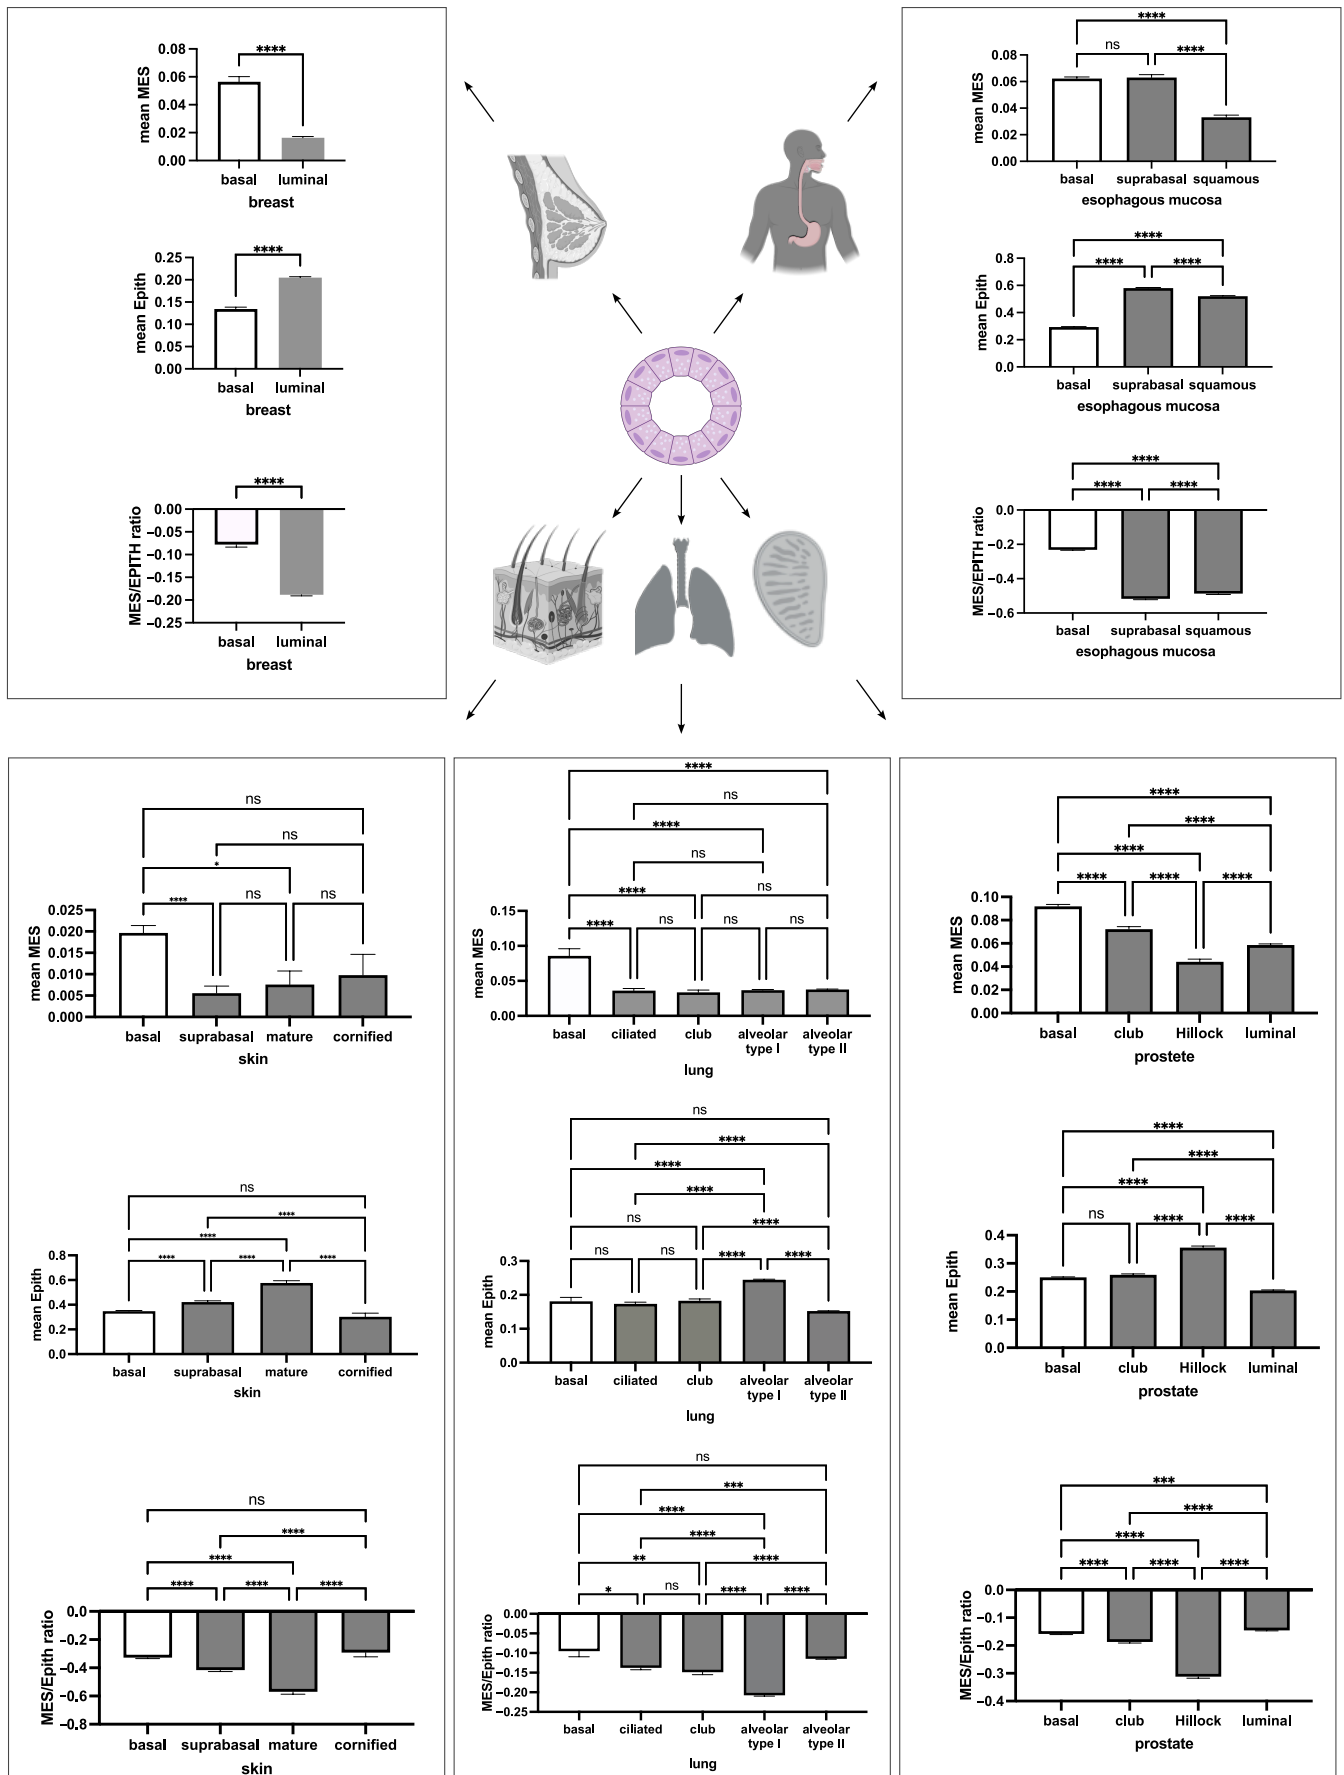 ****
mean MES
0.08
0.06
0.04
0.02
0.00
basal luminal
breast
****
mean Epith
0.25
0.20
0.15
0.10
0.05
0.00
basal luminal
breast
****
MES/EPITH ratio
0.00
−0.05
−0.10
−0.15
−0.20
−0.25
basal luminal
breast
****
ns ****
mean MES
0.08
0.06
0.04
0.02
0.00
basal suprabasal squamous
esophagous mucosa
****
**** ****
mean Epith
0.8
0.6
0.4
0.2
0.0
basal suprabasal squamous
esophagous mucosa
****
**** ****
MES/EPITH ratio
0.0
−0.2
−0.4
−0.6
basal suprabasal squamous
esophagous mucosa
ns
ns
*
**** ns ns
mean MES
0.025
0.020
0.015
0.010
0.005
0.000
basal suprabasal mature cornified
skin
ns
****
****
**** **** ****
mean Epith
0.8
0.6
0.4
0.2
0.0
basal suprabasal mature cornified
skin
ns
****
****
**** **** ****
MES/Epith ratio
0.0
−0.2
−0.4
−0.6
−0.8
basal suprabasal mature cornified
skin
****
ns
****
ns
**** ns
**** ns ns ns
mean MES
0.15
0.10
0.05
0.00
basal ciliated club alveolar alveolar
type I type II
lung
ns
****
****
****
ns ****
ns ns **** ****
mean Epith
0.3
0.2
0.1
0.0
basal ciliated club alveolar alveolar
type I type II
lung
ns
***
****
****
** ****
* ns **** ****
MES/Epith ratio
0.00
−0.05
−0.10
−0.15
−0.20
−0.25
basal ciliated club alveolar alveolar
type I type II
lung
****
****
****
**** **** ****
mean MES
0.10
0.08
0.06
0.04
0.02
0.00
basal club Hillock luminal
prostete
****
****
****
ns **** ****
mean Epith
0.4
0.3
0.2
0.1
0.0
basal club Hillock luminal
prostate
***
****
****
**** **** ****
MES/Epith ratio
0.0
−0.1
−0.2
−0.3
−0.4
basal club Hillock luminal
prostate